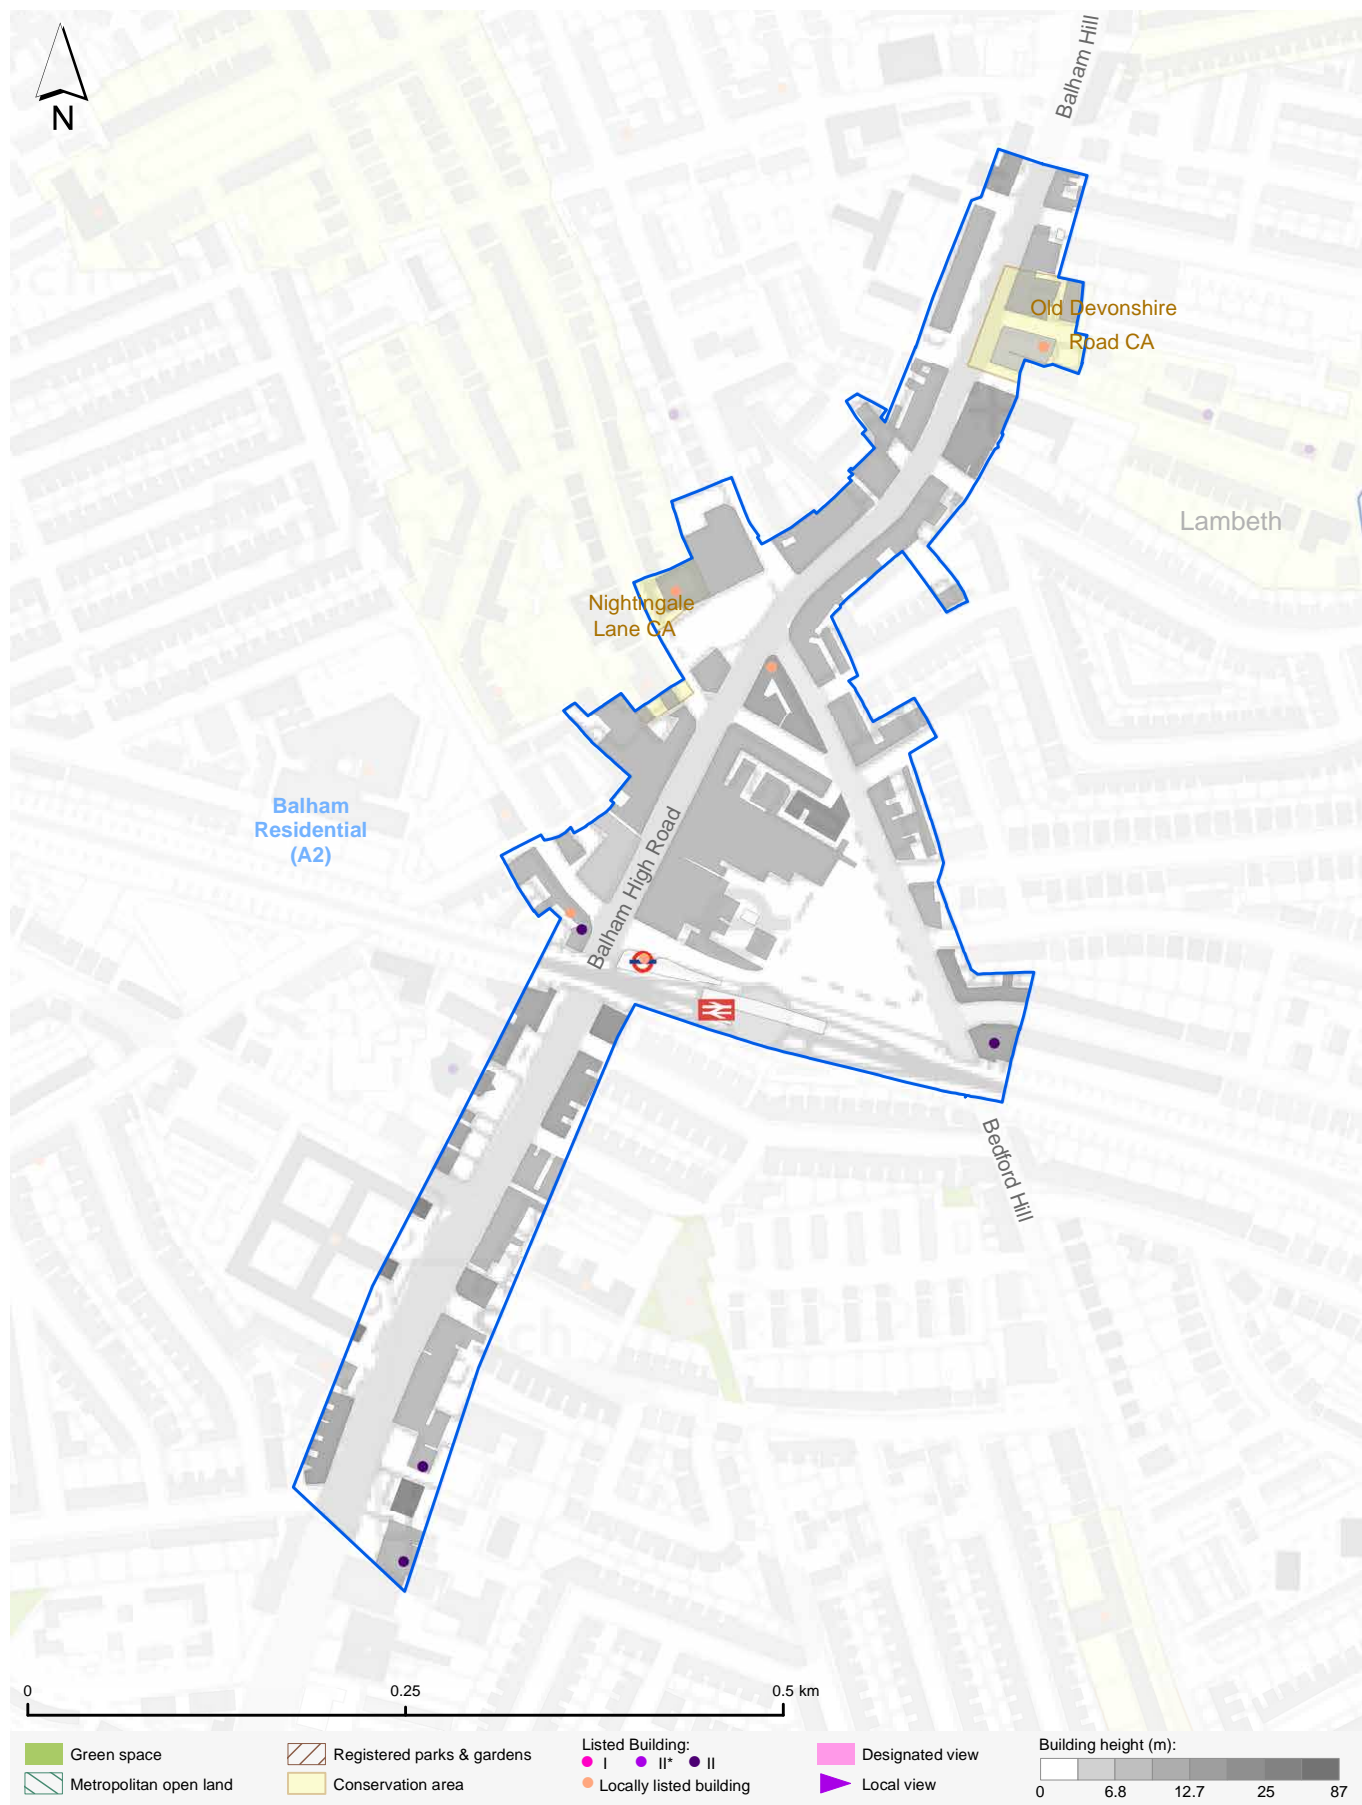 N
Balham Hill
Old Devonshire
Road CA
Lambeth
Nightingale
Lane CA
Balham
Residential
(A2)
Balham High Road
Bedford Hill
0 0.25 0.5 km
Green space
Metropolitan open land
Registered parks & gardens
Conservation area
Listed Building:
I II* II
Locally listed building
Designated view
Local view
Building height (m):
0 6.8 12.7 25 87